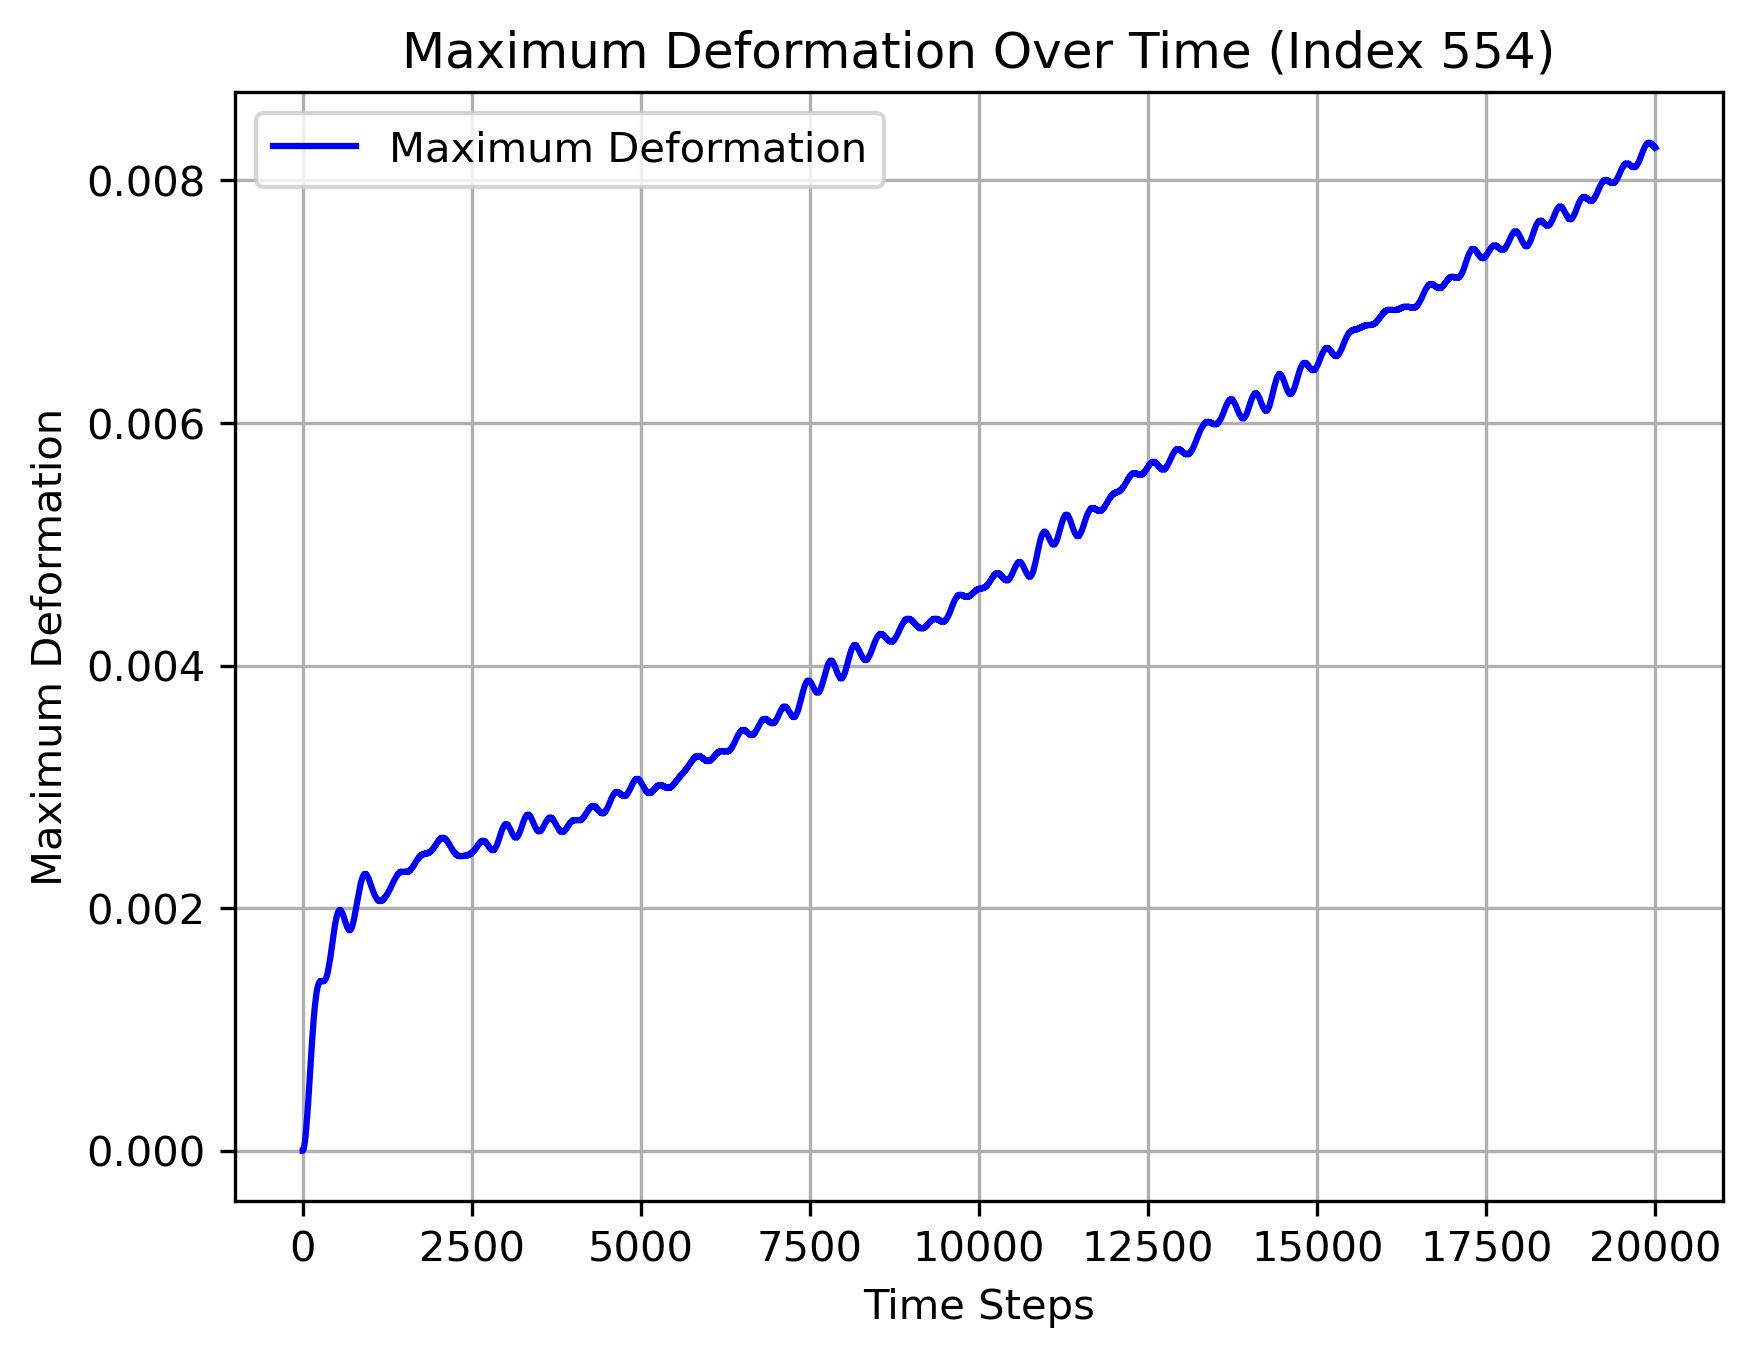 Maximum Deformation Over Time (Index 554)
Maximum Deformation
Maximum Deformation
0.008
0.006
0.004
0.002
0.000
0 2500 5000 7500 10000 12500 15000 17500 20000
Time Steps